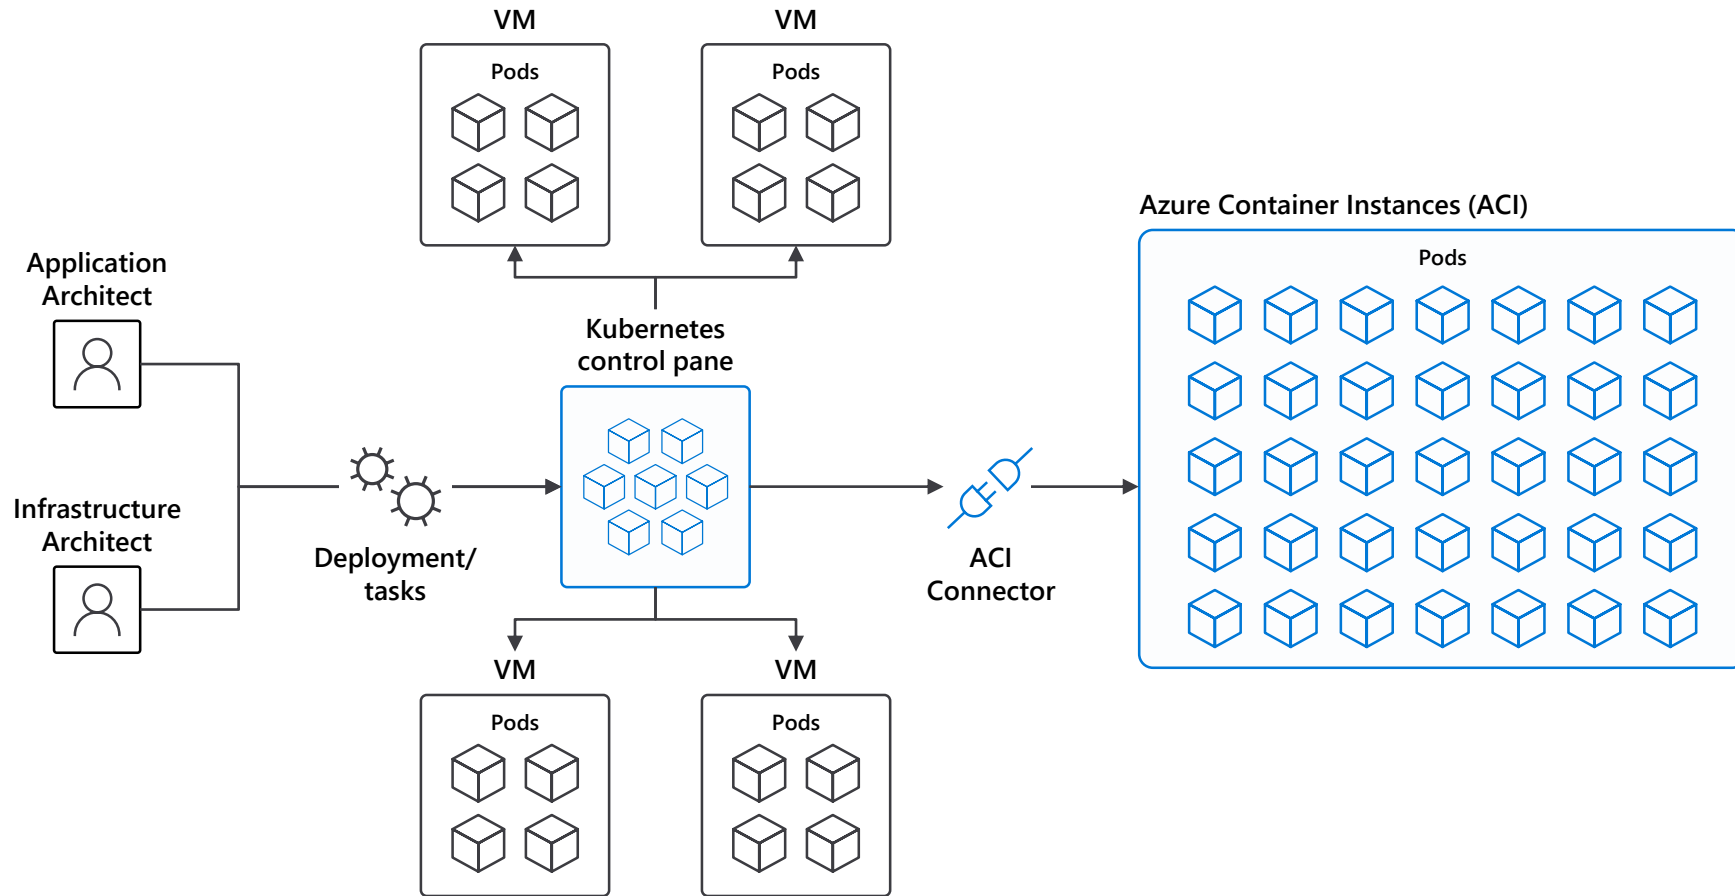 VM
VM
Pods
Pods
Azure Container Instances (ACI)
Pods
Application
Architect
Kubernetes
control pane
Infrastructure
Architect
Deployment/
tasks
ACI
Connector
VM
VM
Pods
Pods